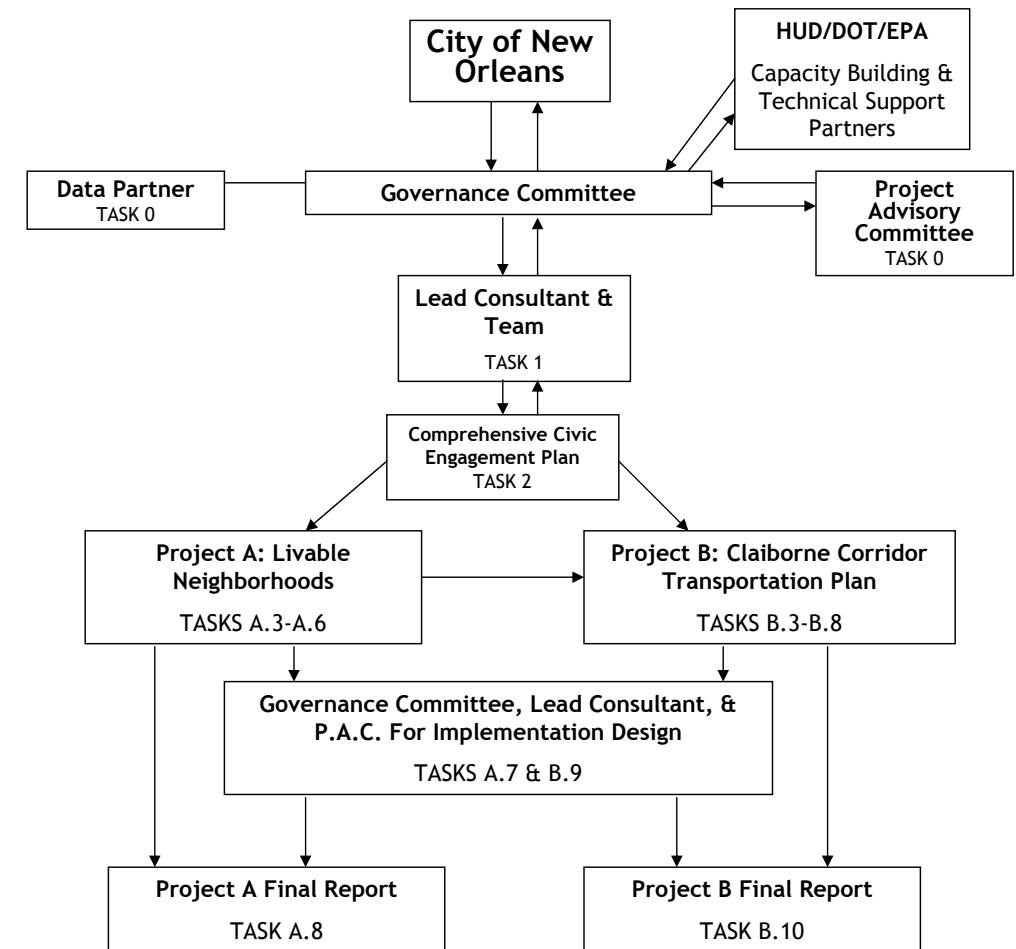 City of New
Orleans
HUD/DOT/EPA
Capacity Building &
Technical Support
Partners
Data Partner
TASK 0
Governance Committee
Project
Advisory
Committee
TASK 0
Lead Consultant &
Team
TASK 1
Comprehensive Civic
Engagement Plan
TASK 2
Project A: Livable
Neighborhoods
TASKS A.3-A.6
Project B: Claiborne Corridor
Transportation Plan
TASKS B.3-B.8
Governance Committee, Lead Consultant, &
P.A.C. For Implementation Design
TASKS A.7 & B.9
Project A Final Report
TASK A.8
Project B Final Report
TASK B.10